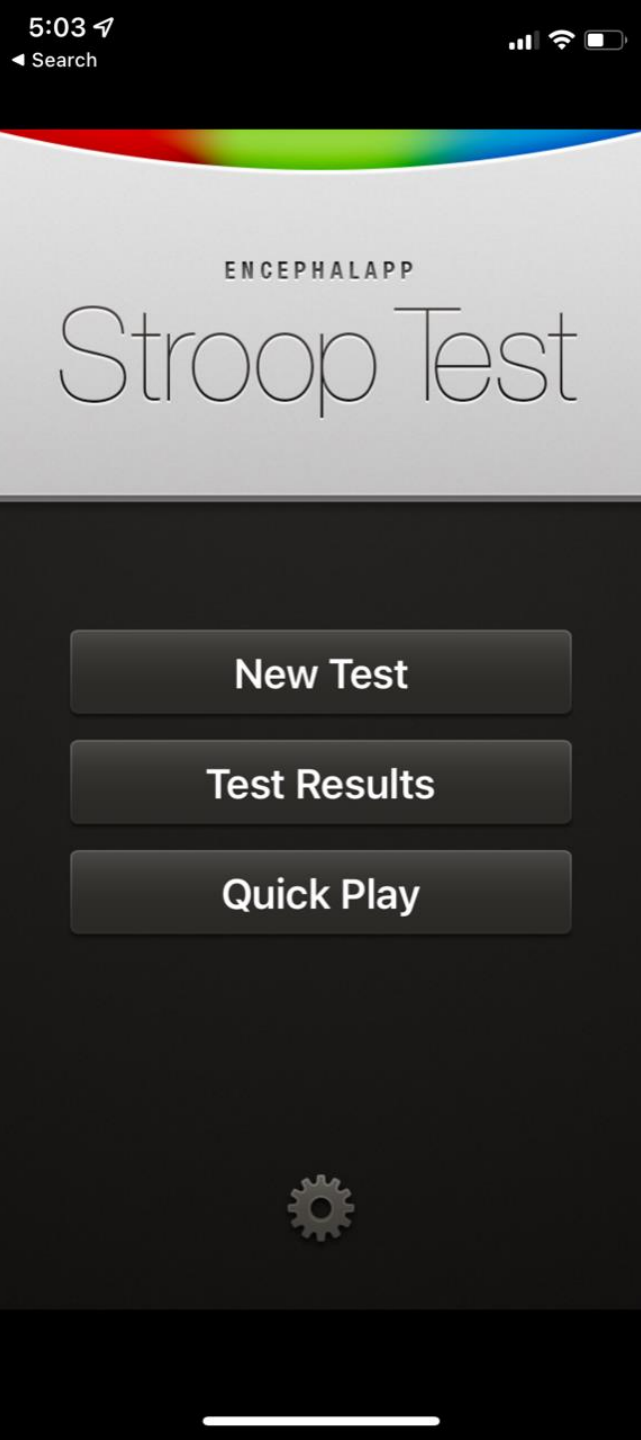 5:03
◀ Search
ENCEPHALAPP
Stroop Test
New Test
Test Results
Quick Play